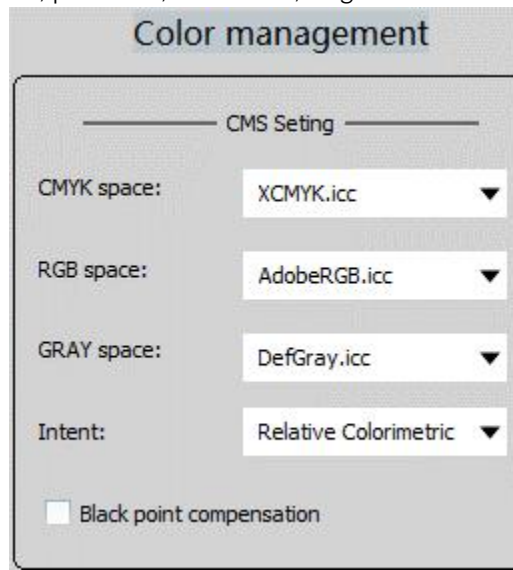 Color management
CMS Seting
CMYK space: XCMYK.icc
RGB space: AdobeRGB.icc
GRAY space: DefGray.icc
Intent: Relative Colorimetric
Black point compensation